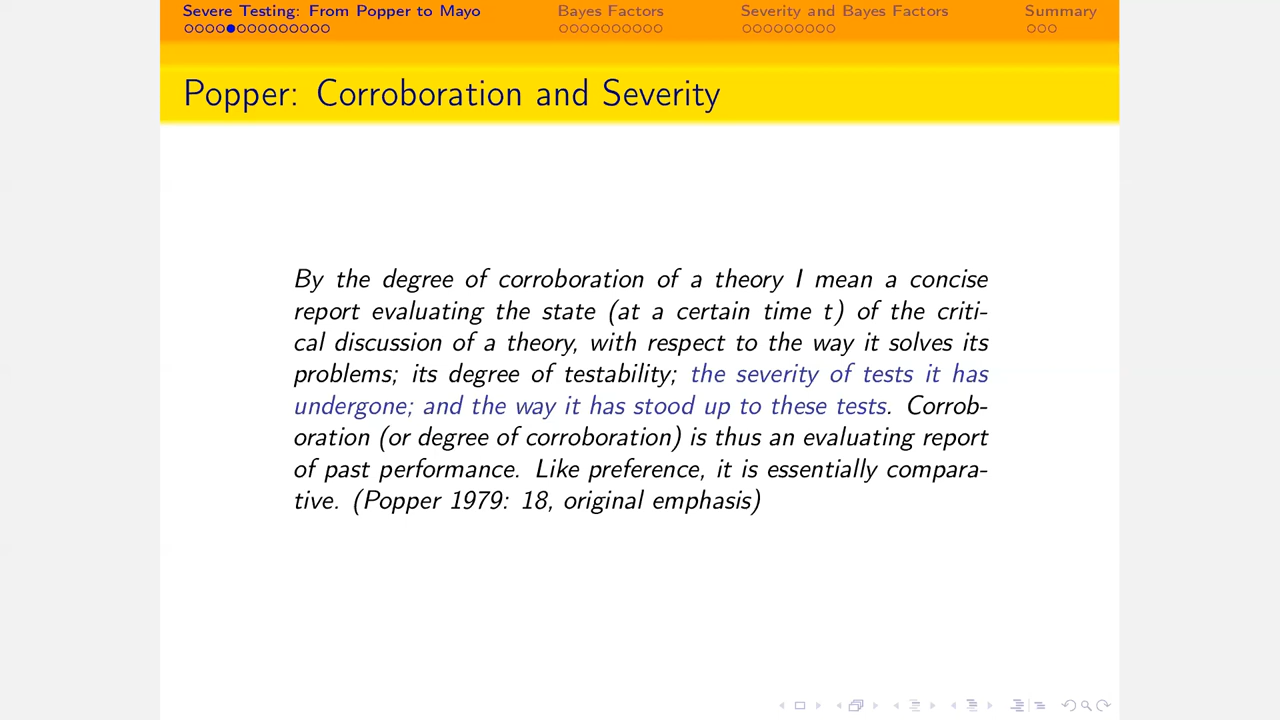 Severe Testing: From Popper to Mayo
Bayes Factors
Severity and Bayes Factors
Summary
Popper: Corroboration and Severity
By the degree of corroboration of a theory I mean a concise
report evaluating the state (at a certain time t) of the criti-
cal discussion of a theory, with respect to the way it solves its
problems; its degree of testability; the severity of tests it has
undergone; and the way it has stood up to these tests. Corrob-
oration (or degree of corroboration) is thus an evaluating report
of past performance. Like preference, it is essentially compara-
tive. (Popper 1979: 18, original emphasis)